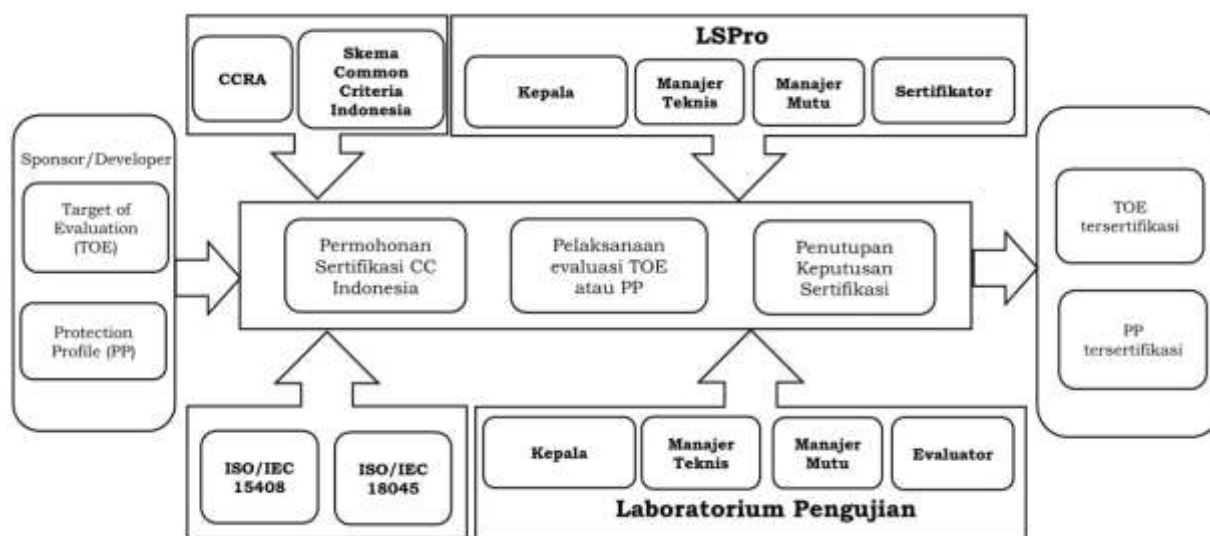 CCRA
Skema
Common
Criteria
Indonesia
LSPro
Kepala
Manajer
Teknis
Manajer
Mutu
Sertifikator
Sponsor/Developer
Target of
Evaluation
(TOE)
Protection
Profile (PP)
Permohonan
Sertifikasi CC
Indonesia
Pelaksanaan
evaluasi TOE
atau PP
Penutupan
Keputusan
Sertifikasi
TOE
tersertifikasi
PP
tersertifikasi
ISO/IEC
15408
ISO/IEC
18045
Kepala
Manajer
Teknis
Manajer
Mutu
Evaluator
Laboratorium Pengujian